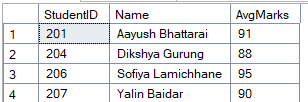 StudentID Name AvgMarks
1 201 Aayush Bhattarai 91
2 204 Dikshya Gurung 88
3 206 Sofiya Lamichhane 95
4 207 Yalin Baidar 90